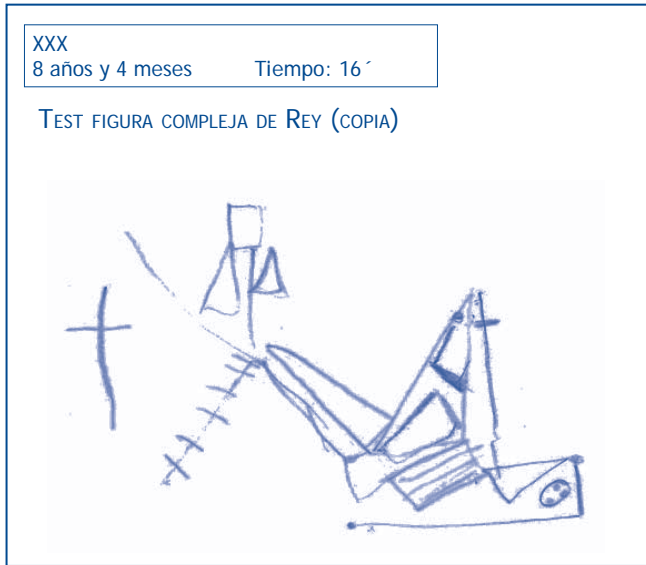 XXX
8 años y 4 meses Tiempo: 16´
TEST FIGURA COMPLEJA DE REY (COPIA)